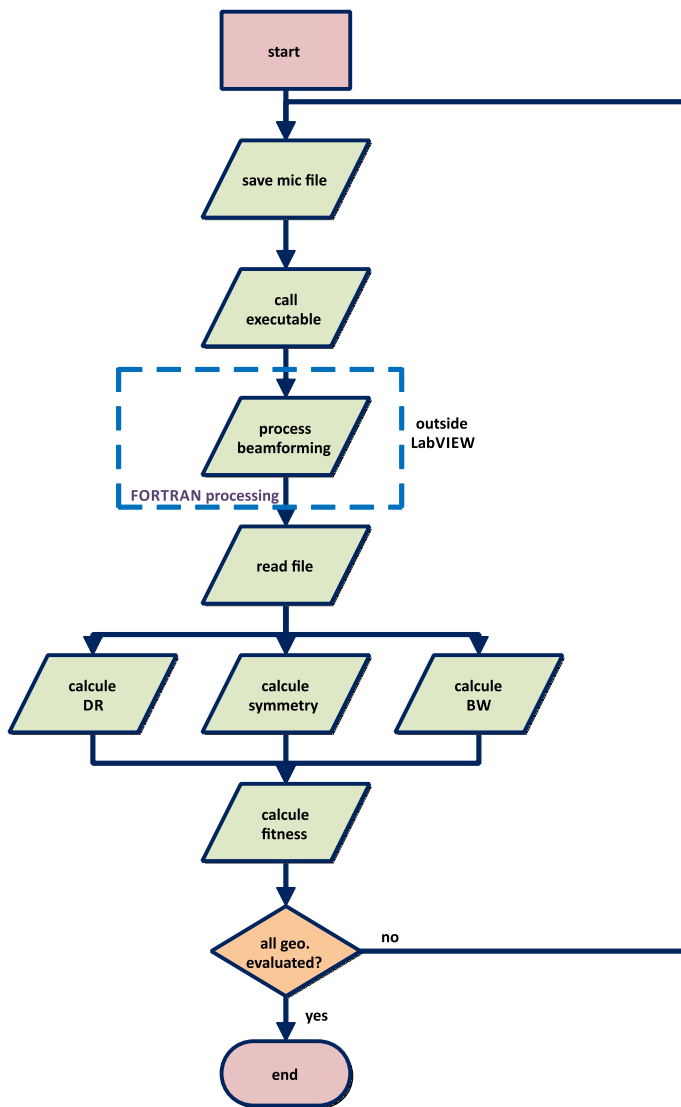 start
save mic file
call
executable
process
beamforming
outside
LabVIEW
FORTRAN processing
read file
calcule
DR
calcule
symmetry
calcule
BW
calcule
fitness
all geo.
evaluated?
no
yes
end